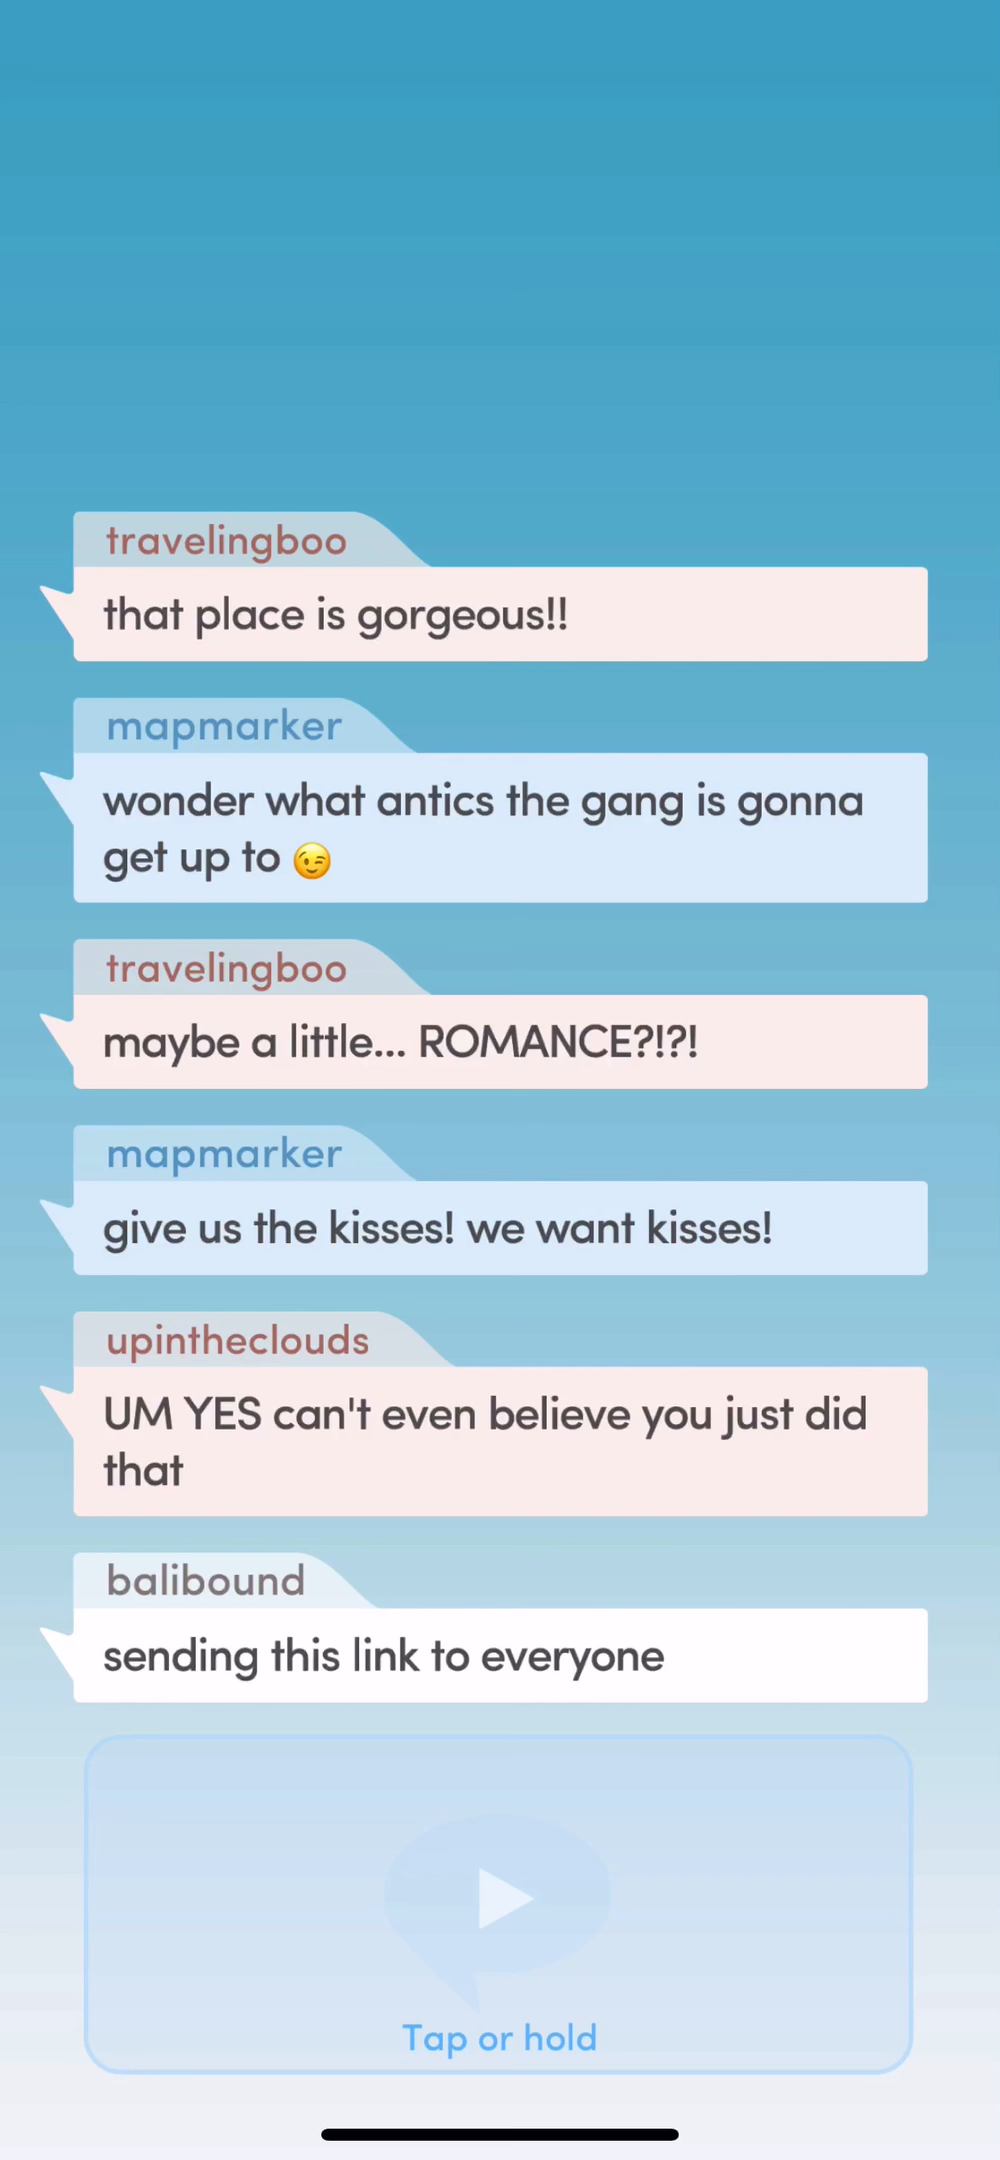 travelingboo
that place is gorgeous!!
mapmarker
wonder what antics the gang is gonna
get up to 😉
travelingboo
maybe a little... ROMANCE?!?!
mapmarker
give us the kisses! we want kisses!
upintheclouds
UM YES can't even believe you just did
that
balibound
sending this link to everyone
Tap or hold